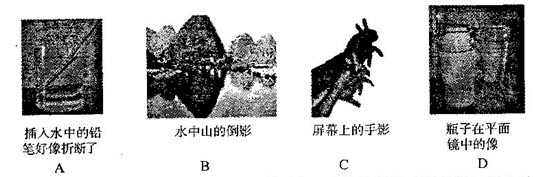 插入水中的铅
笔好像折断了
A
水中山的倒影
B
屏幕上的手影
C
瓶子在平面
镜中的像
D